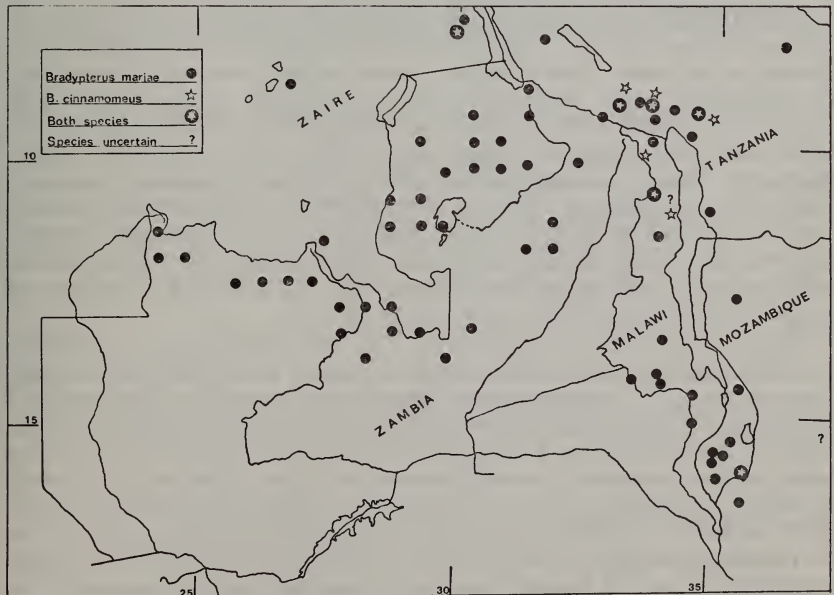 Bradypterus mariae
B. cinnamomeus
Both species
Species uncertain ?
ZAIRE
TANZANIA
10
?
MALAWI
MOZAMBIQUE
ZAMBIA
15
?
25
30
35